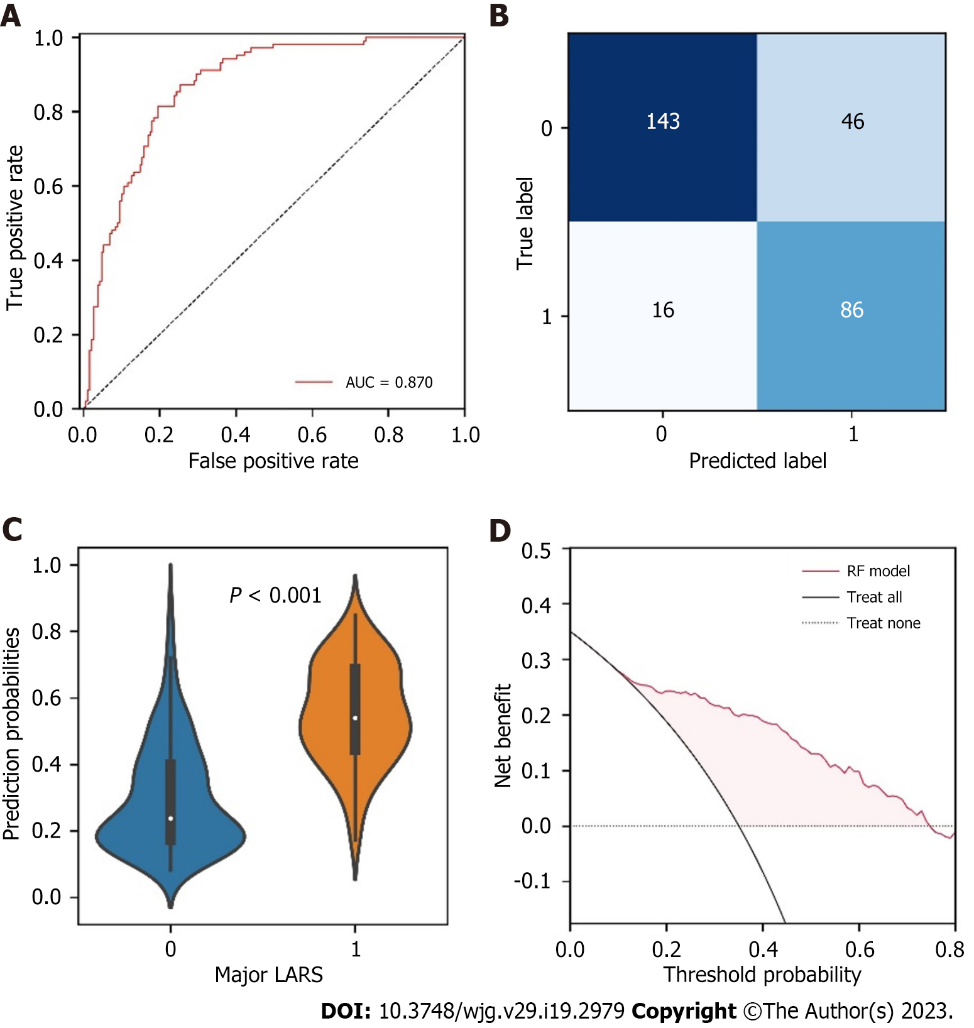 A
1.0
0.8
0.6
0.4
0.2
0.0
True positive rate
0.0 0.2 0.4 0.6 0.8 1.0
False positive rate
AUC = 0.870
B
143 46
16 86
0
1
True label
0 1
Predicted label
C
1.0
0.8
0.6
0.4
0.2
0.0
Prediction probabilities
P < 0.001
0 1
Major LARS
D
0.5
0.4
0.3
0.2
0.1
0.0
-0.1
Net benefit
RF model
Treat all
Treat none
0.0 0.2 0.4 0.6 0.8
Threshold probability
DOI: 10.3748/wjg.v29.i19.2979 Copyright ©The Author(s) 2023.